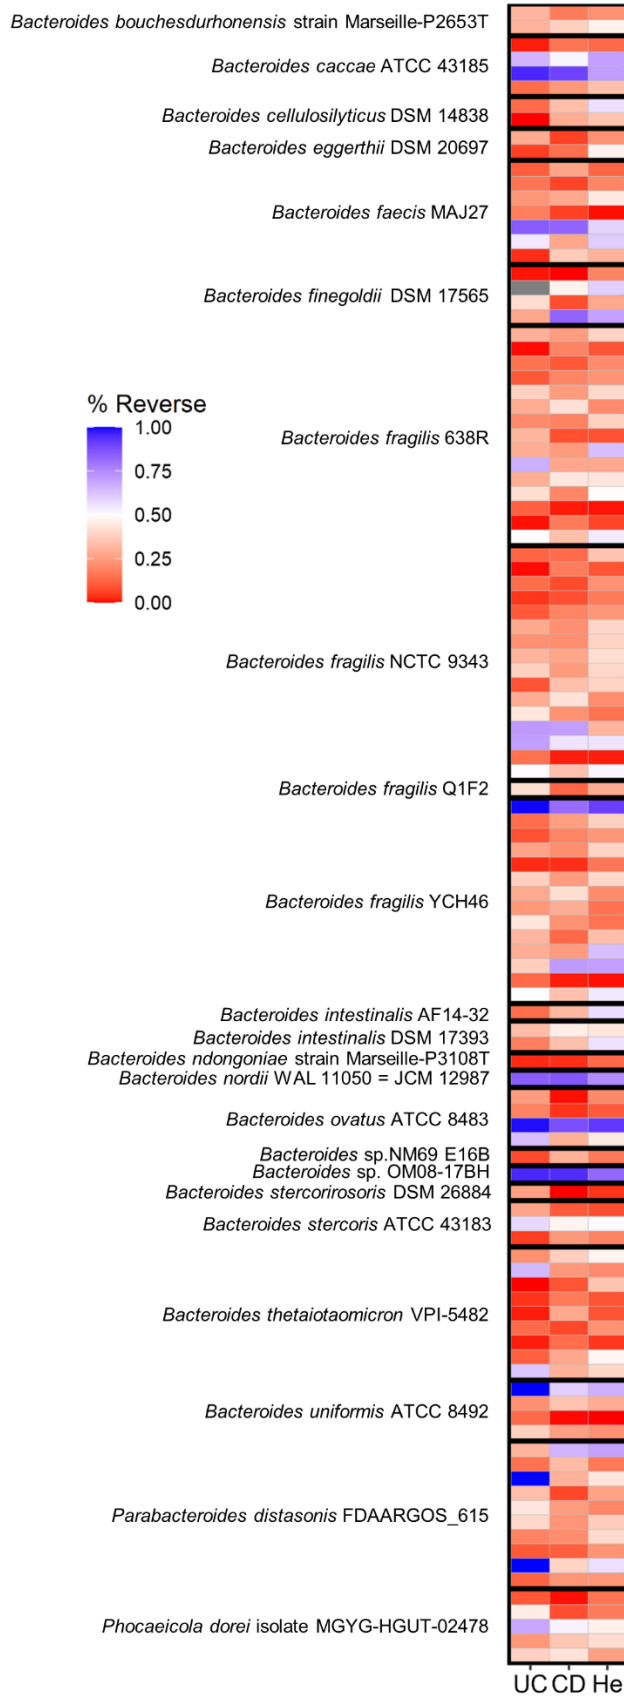 Bacteroides bouchesdurhonensis strain Marseille-P2653T
Bacteroides caccae ATCC 43185
Bacteroides cellulosilyticus DSM 14838
Bacteroides eggerthii DSM 20697
Bacteroides faecis MAJ27
Bacteroides finegoldii DSM 17565
% Reverse
1.00
0.75
0.50
0.25
0.00
Bacteroides fragilis 638R
Bacteroides fragilis NCTC 9343
Bacteroides fragilis Q1F2
Bacteroides fragilis YCH46
Bacteroides intestinalis AF14-32
Bacteroides intestinalis DSM 17393
Bacteroides ndongoniae strain Marseille-P3108T
Bacteroides nordii WAL 11050 = JCM 12987
Bacteroides ovatus ATCC 8483
Bacteroides sp.NM69 E16B
Bacteroides sp. OM08-17BH
Bacteroides stercorirosoris DSM 26884
Bacteroides stercoris ATCC 43183
Bacteroides thetaiotaomicron VPI-5482
Bacteroides uniformis ATCC 8492
Parabacteroides distasonis FDAARGOS_615
Phocaeicola dorei isolate MGYG-HGUT-02478
UC CD He